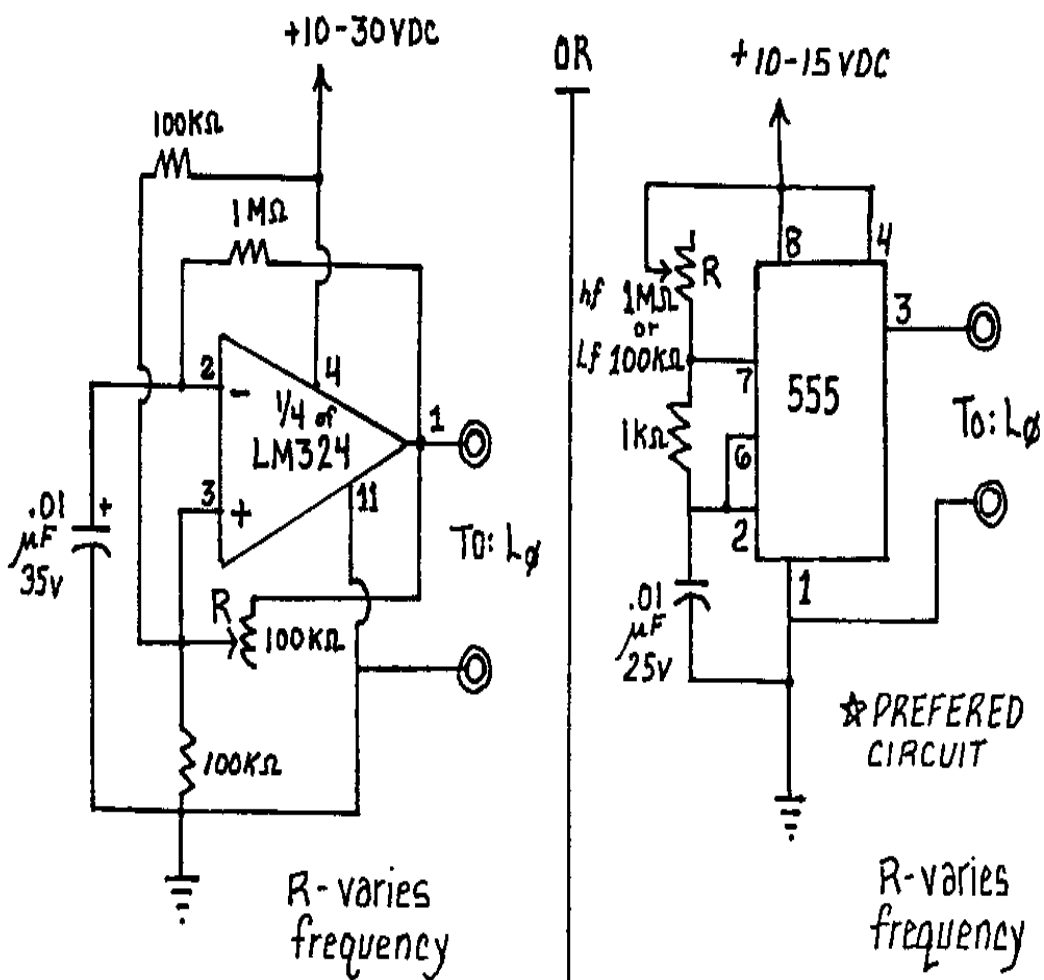 +10-30VDC
100KΩ
1MΩ
2
-
4
1/4 of
LM324
1
3
+
11
.01
+
µF
35v
TO: Lφ
R
100KΩ
100KΩ
R-varies
frequency
OR
+10-15VDC
8
4
R
hf 1MΩ
or
Lf 100KΩ
3
7
555
1KΩ
6
TO: Lφ
2
1
.01
µF
25v
☆ PREFERED
CIRCUIT
R-varies
frequency